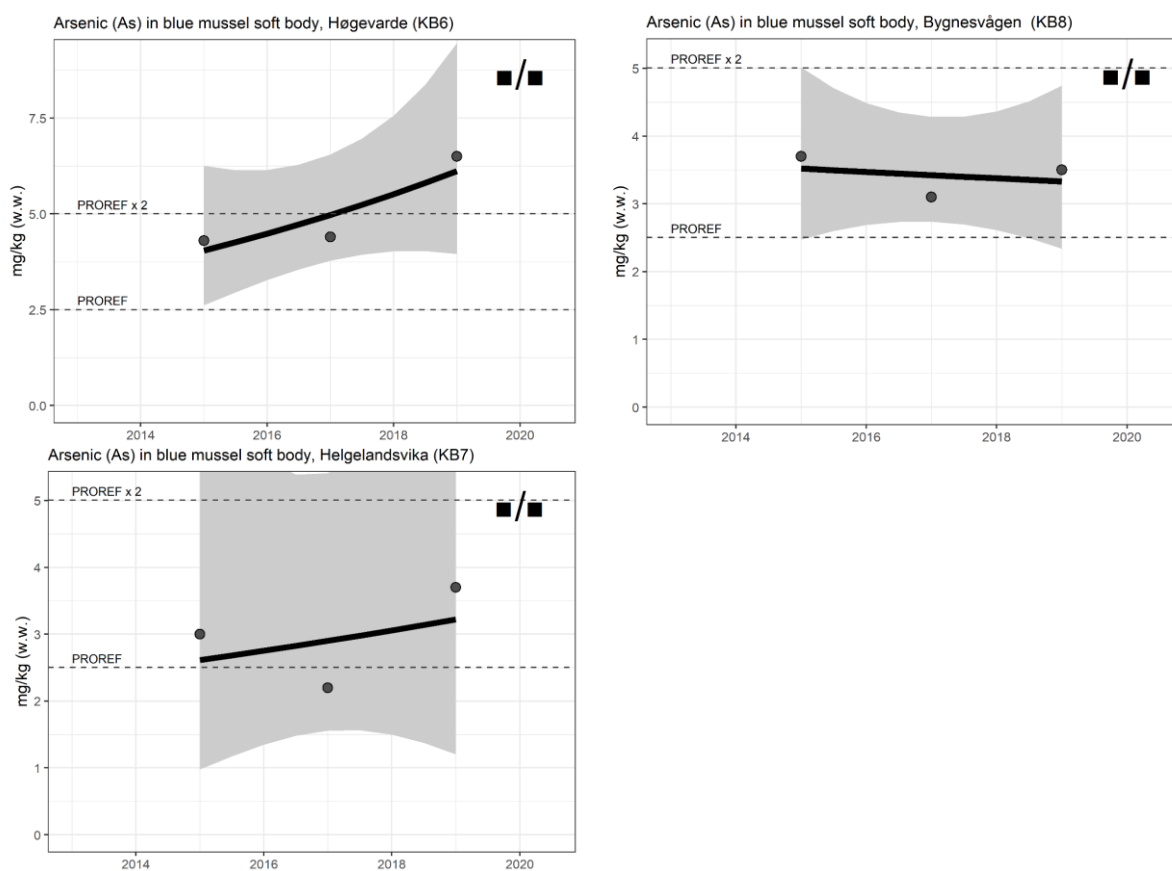 Arsenic (As) in blue mussel soft body, Høgevarde (KB6)
mg/kg (w.w.)
7.5
5.0
2.5
0.0
PROREF x 2
PROREF
■/■
2014 2016 2018 2020
Arsenic (As) in blue mussel soft body, Bygnesvågen (KB8)
mg/kg (w.w.)
5
4
3
2
1
0
PROREF x 2
PROREF
■/■
2014 2016 2018 2020
Arsenic (As) in blue mussel soft body, Helgelandsvika (KB7)
mg/kg (w.w.)
5
4
3
2
1
0
PROREF x 2
PROREF
■/■
2014 2016 2018 2020